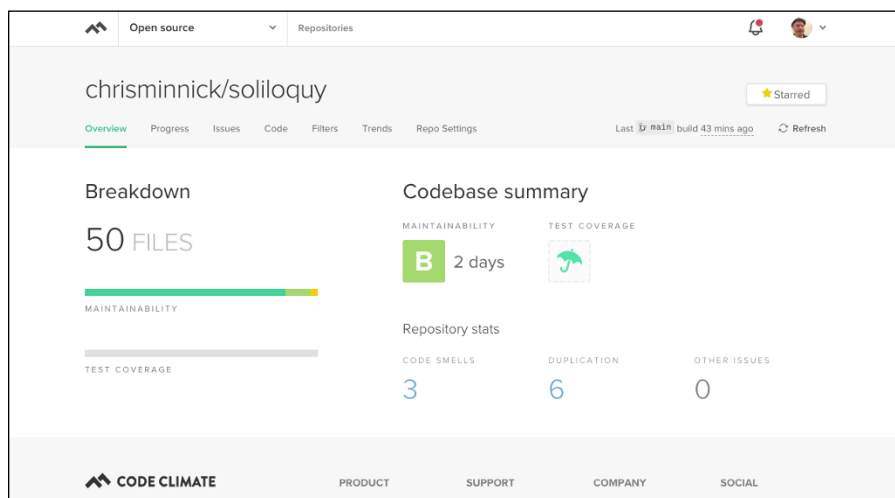 Open source Repositories
chrisminnick/soliloquy
Starred
Overview Progress Issues Code Filters Trends Repo Settings Last main build 43 mins ago Refresh
Breakdown Codebase summary
50 FILES
MAINTAINABILITY TEST COVERAGE
B 2 days
MAINTAINABILITY
Repository stats
TEST COVERAGE
CODE SMELLS DUPLICATION OTHER ISSUES
3 6 0
CODE CLIMATE PRODUCT SUPPORT COMPANY SOCIAL